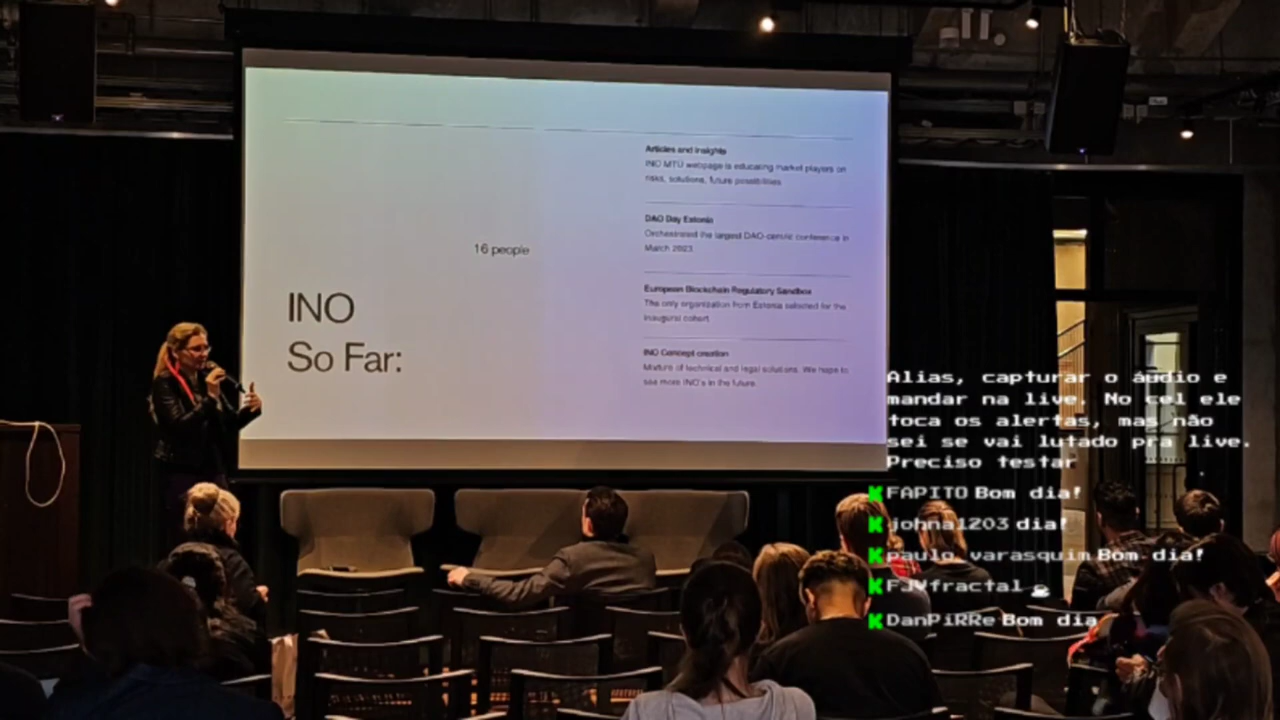 INO
So Far:
16 people
Articles and insights
INO MTÜ webpage is educating market players on
risks, solutions, future possibilities
DAO Day Estonia
Orchestrated the largest DAO-centric conference in
March 2023.
European Blockchain Regulatory Sandbox
The only organization from Estonia selected for the
inaugural cohort
INO Concept creation
Mixture of technical and legal solutions. We hope to
see more INO's in the future.
Alias, capturar o áudio e
mandar na live. No cel ele
toca os alertas, mas não
sei se vai lutado pra live.
Preciso testar
K FAPITO Bom dia!
K johna1203 dia!
K paulo_varasquim Bom dia!
K FJVfractal
K DanPiRRe Bom dia